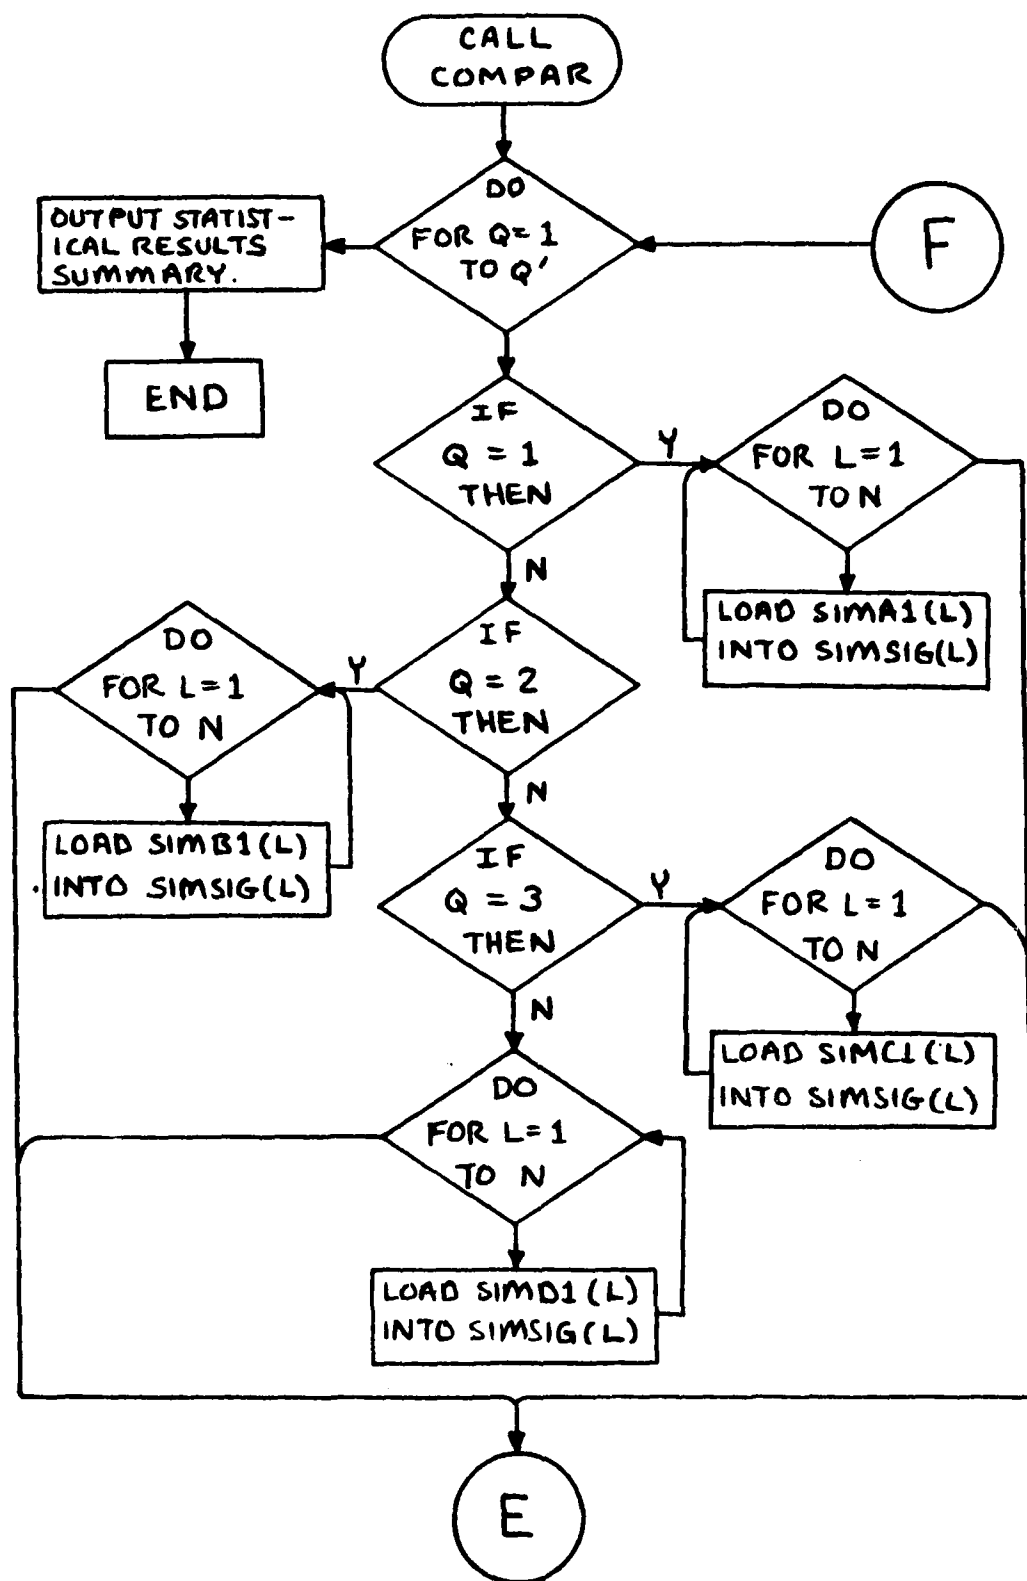 CALL
COMPAR
DO
FOR Q=1
TO Q'
F
OUTPUT STATIST-
ICAL RESULTS
SUMMARY.
END
IF
Q = 1
THEN
Y
DO
FOR L=1
TO N
N
LOAD SIMA1(L)
INTO SIMSIG(L)
IF
Q = 2
THEN
Y
DO
FOR L=1
TO N
N
LOAD SIMB1(L)
INTO SIMSIG(L)
IF
Q = 3
THEN
Y
DO
FOR L=1
TO N
N
LOAD SIMC1(L)
INTO SIMSIG(L)
DO
FOR L=1
TO N
LOAD SIMD1(L)
INTO SIMSIG(L)
E